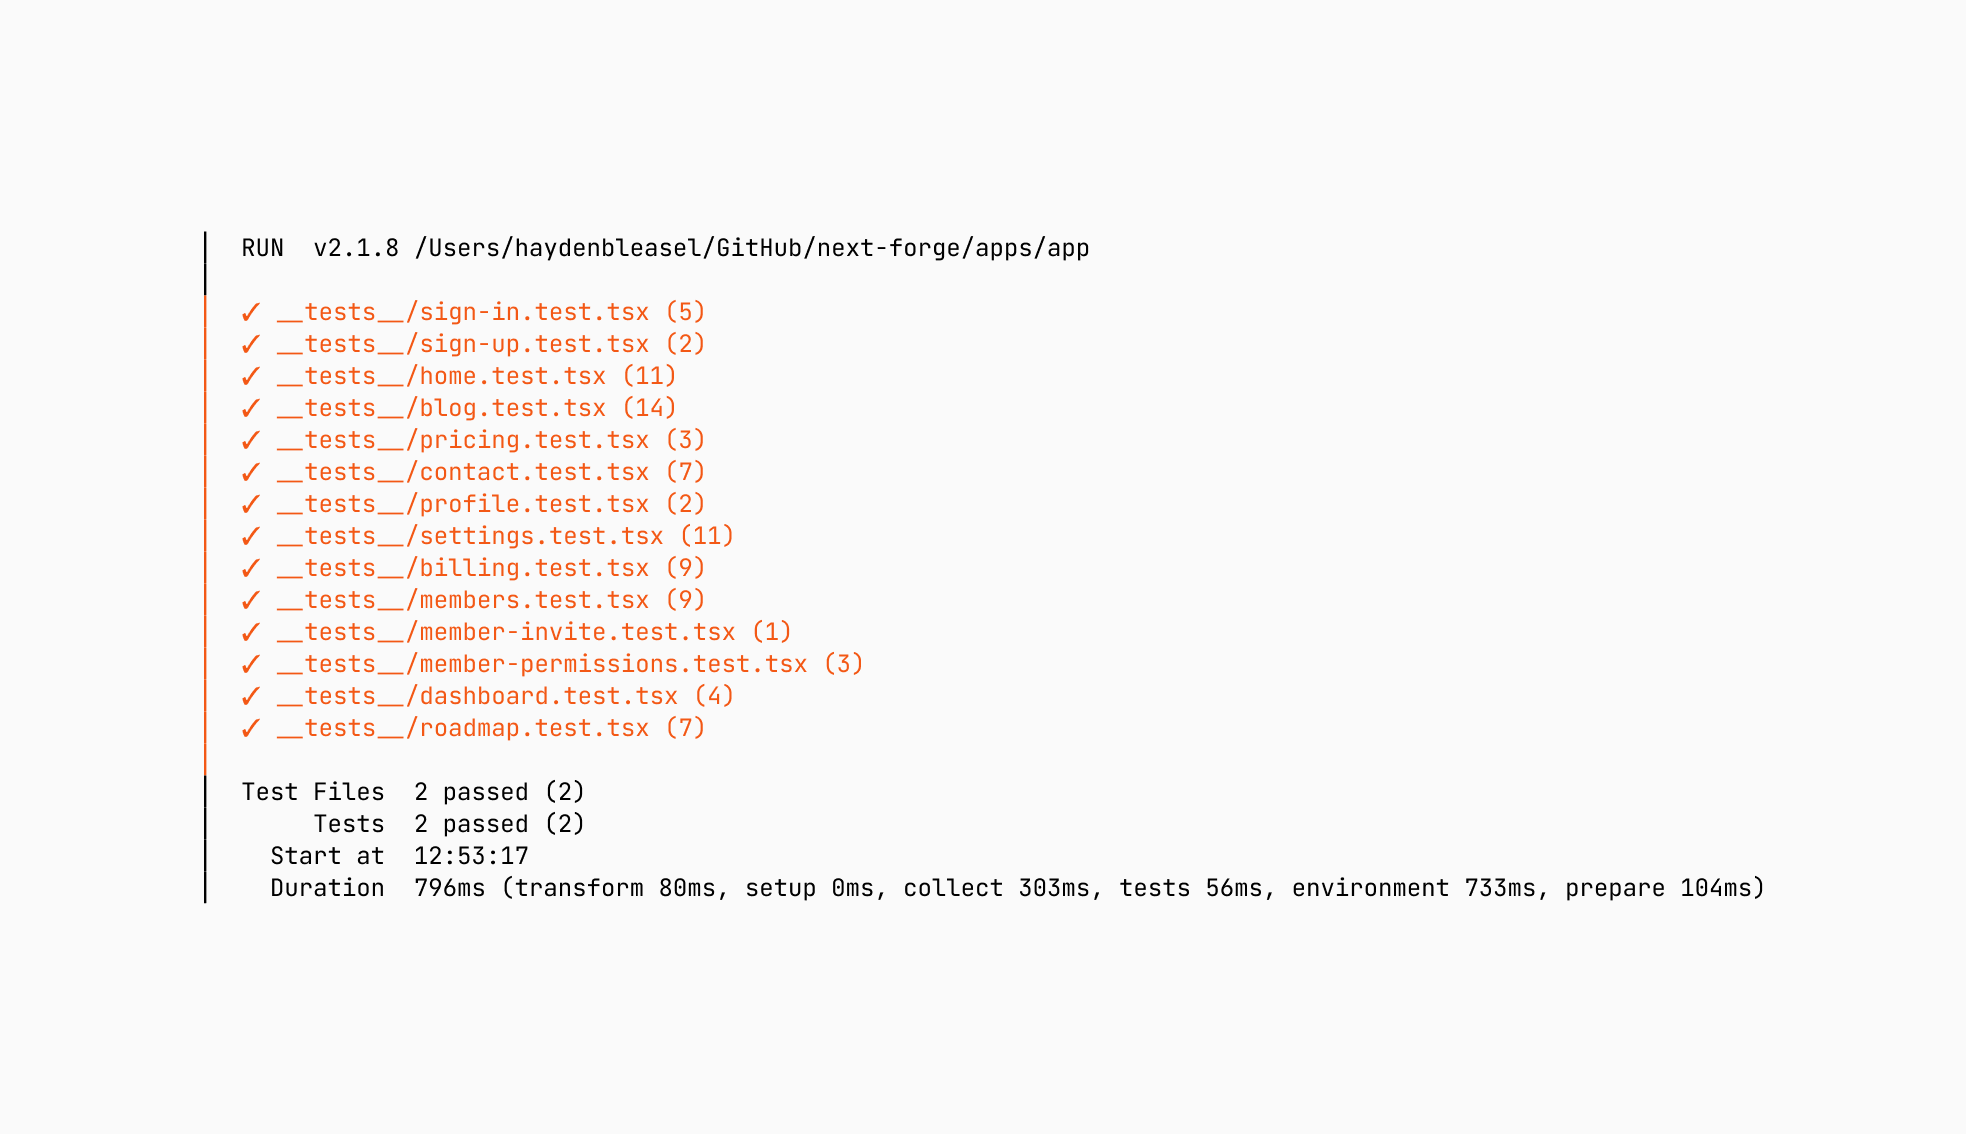 RUN  v2.1.8 /Users/haydenbleasel/GitHub/next-forge/apps/app
✓ __tests__/sign-in.test.tsx (5)
✓ __tests__/sign-up.test.tsx (2)
✓ __tests__/home.test.tsx (11)
✓ __tests__/blog.test.tsx (14)
✓ __tests__/pricing.test.tsx (3)
✓ __tests__/contact.test.tsx (7)
✓ __tests__/profile.test.tsx (2)
✓ __tests__/settings.test.tsx (11)
✓ __tests__/billing.test.tsx (9)
✓ __tests__/members.test.tsx (9)
✓ __tests__/member-invite.test.tsx (1)
✓ __tests__/member-permissions.test.tsx (3)
✓ __tests__/dashboard.test.tsx (4)
✓ __tests__/roadmap.test.tsx (7)
Test Files  2 passed (2)
Tests  2 passed (2)
Start at  12:53:17
Duration  796ms (transform 80ms, setup 0ms, collect 303ms, tests 56ms, environment 733ms, prepare 104ms)